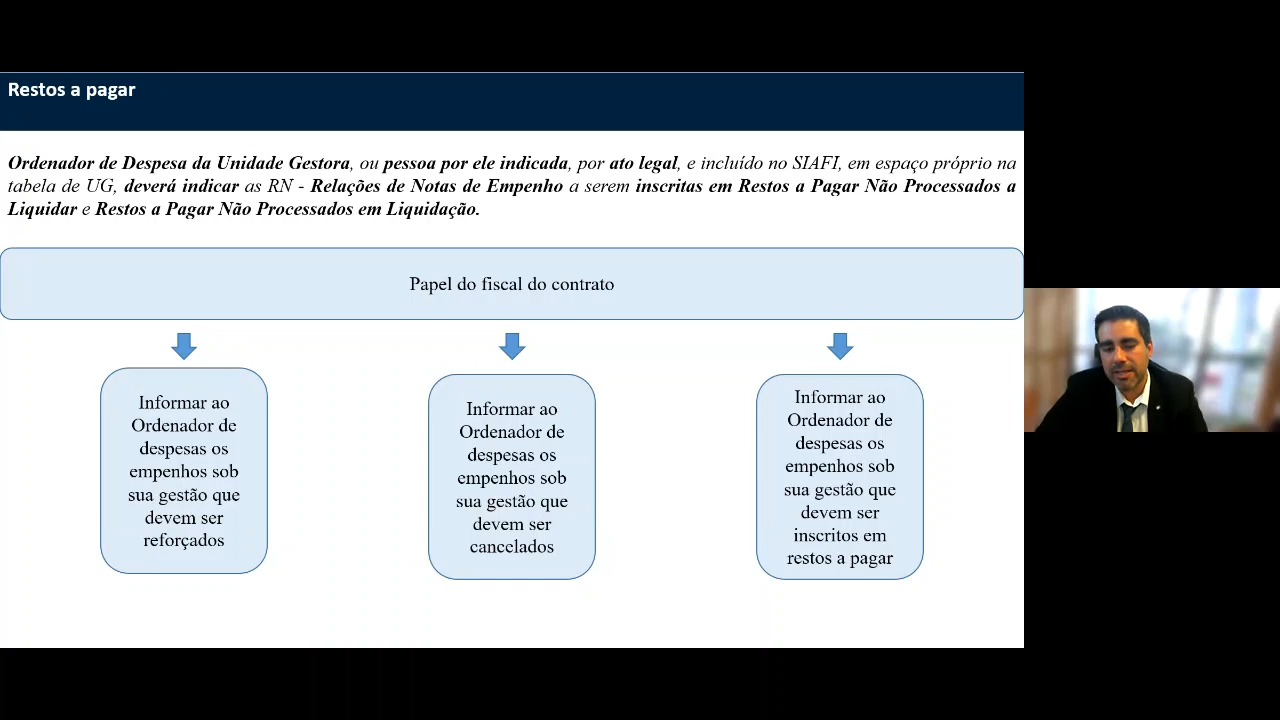 Restos a pagar
Ordenador de Despesa da Unidade Gestora, ou pessoa por ele indicada, por ato legal, e incluído no SIAFI, em espaço próprio na
tabela de UG, deverá indicar as RN - Relações de Notas de Empenho a serem inscritas em Restos a Pagar Não Processados a
Liquidar e Restos a Pagar Não Processados em Liquidação.
Papel do fiscal do contrato
Informar ao
Ordenador de
despesas os
empenhos sob
sua gestão que
devem ser
reforçados
Informar ao
Ordenador de
despesas os
empenhos sob
sua gestão que
devem ser
cancelados
Informar ao
Ordenador de
despesas os
empenhos sob
sua gestão que
devem ser
inscritos em
restos a pagar